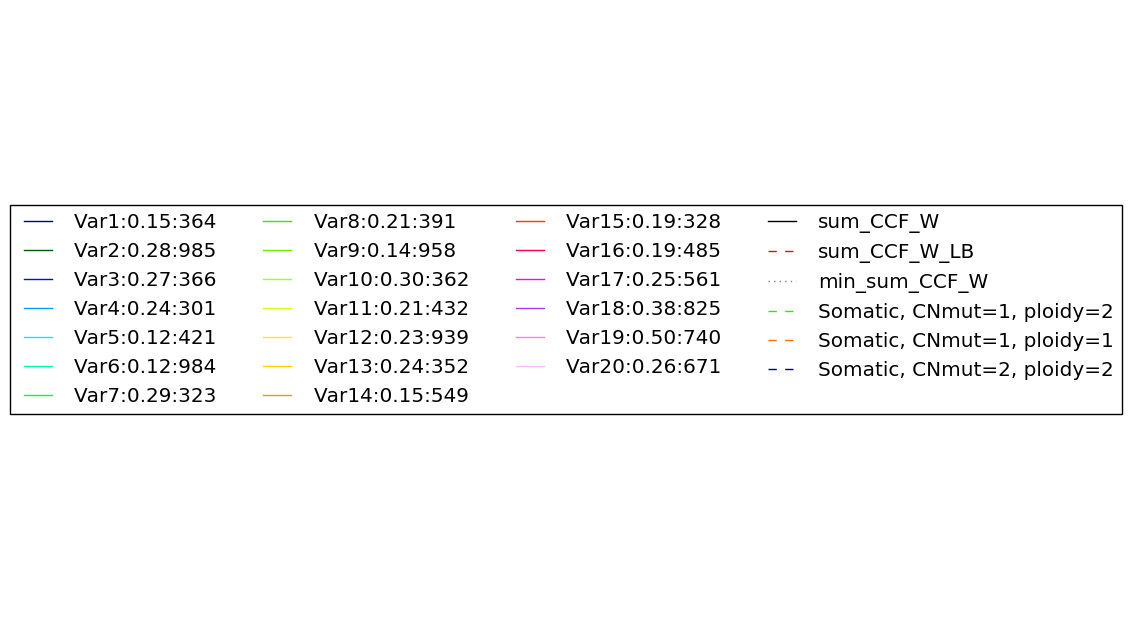 Var1:0.15:364
Var2:0.28:985
Var3:0.27:366
Var4:0.24:301
Var5:0.12:421
Var6:0.12:984
Var7:0.29:323
Var8:0.21:391
Var9:0.14:958
Var10:0.30:362
Var11:0.21:432
Var12:0.23:939
Var13:0.24:352
Var14:0.15:549
Var15:0.19:328
Var16:0.19:485
Var17:0.25:561
Var18:0.38:825
Var19:0.50:740
Var20:0.26:671
sum_CCF_W
sum_CCF_W_LB
min_sum_CCF_W
Somatic, CNmut=1, ploidy=2
Somatic, CNmut=1, ploidy=1
Somatic, CNmut=2, ploidy=2